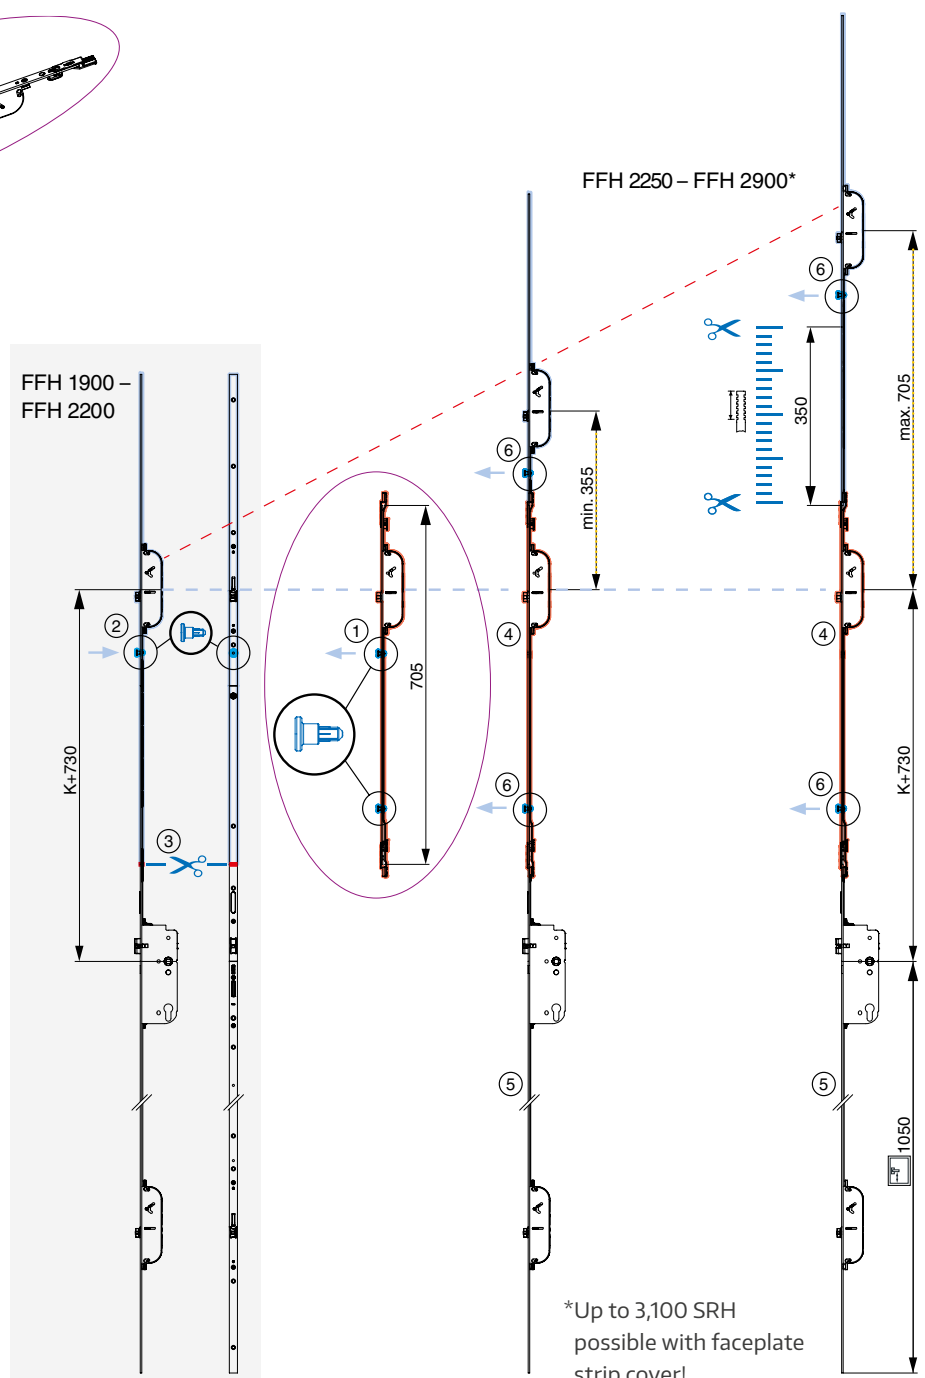 FFH 2250 – FFH 2900*
6
max. 705
350
FFH 1900 –
FFH 2200
6
min. 355
2
1
705
4
4
K+730
K+730
6
6
3
5
5
1050
*Up to 3,100 SRH
possible with faceplate
strip cover!